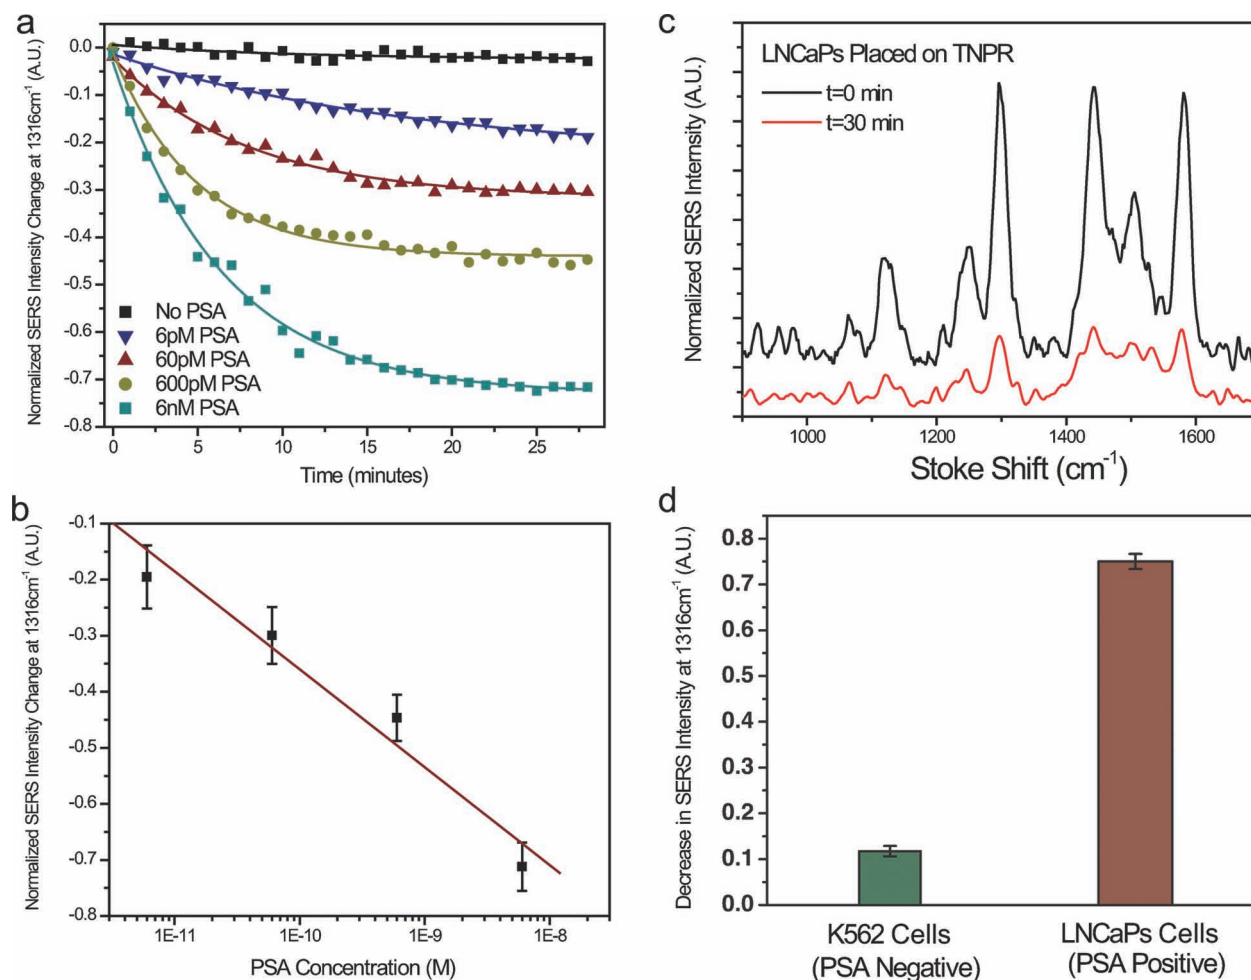 a
Normalized SERS Intensity Change at 1316cm⁻¹ (A.U.)
0.0
-0.1
-0.2
-0.3
-0.4
-0.5
-0.6
-0.7
-0.8
No PSA
6pM PSA
60pM PSA
600pM PSA
6nM PSA
0 5 10 15 20 25
Time (minutes)
b
Normalized SERS Intensity Change at 1316cm⁻¹ (A.U.)
-0.1
-0.2
-0.3
-0.4
-0.5
-0.6
-0.7
-0.8
1E-11 1E-10 1E-9 1E-8
PSA Concentration (M)
c
Normalized SERS Intensity (A.U.)
LNCaPs Placed on TNPR
t=0 min
t=30 min
1000 1200 1400 1600
Stoke Shift (cm⁻¹)
d
Decrease in SERS Intensity at 1316cm⁻¹ (A.U.)
0.8
0.7
0.6
0.5
0.4
0.3
0.2
0.1
0.0
K562 Cells
(PSA Negative)
LNCaPs Cells
(PSA Positive)